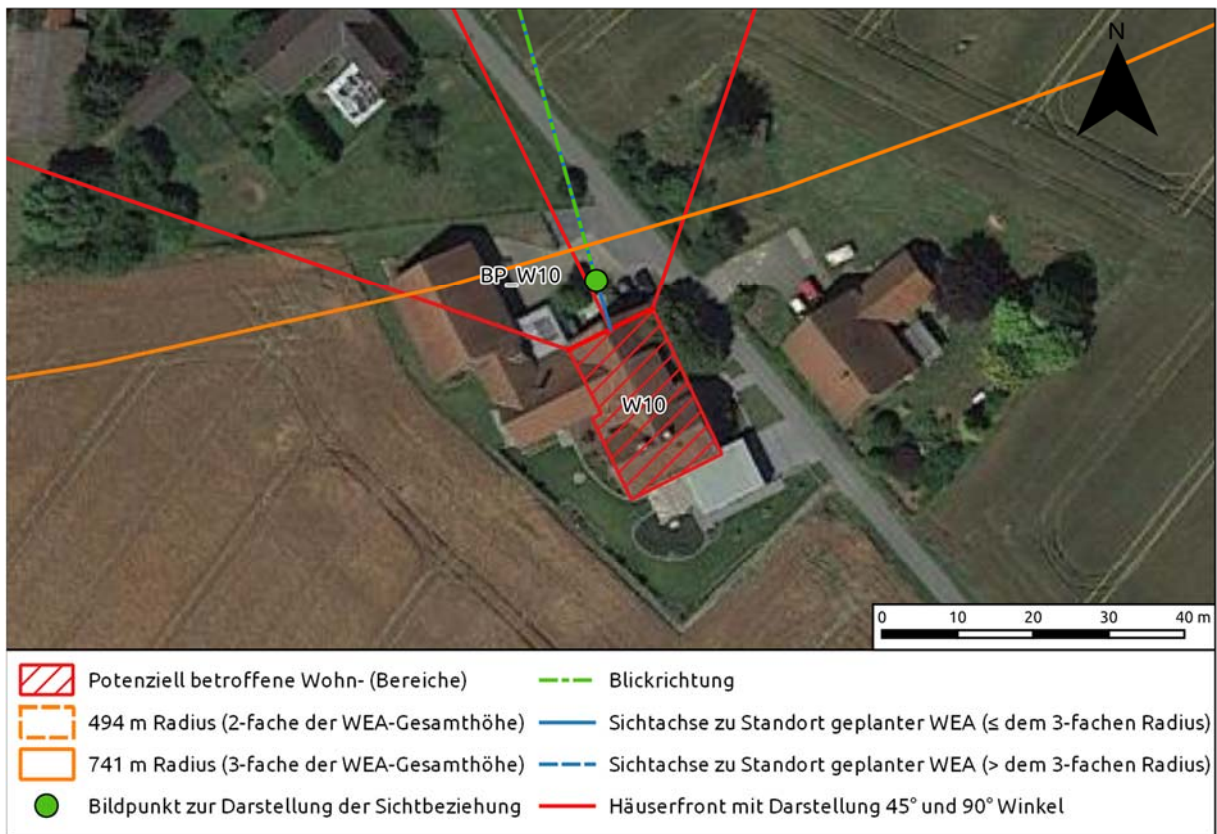 N
BP_W10
W10
0 10 20 30 40 m
Potenziell betroffene Wohn- (Bereiche)
494 m Radius (2-fache der WEA-Gesamthöhe)
741 m Radius (3-fache der WEA-Gesamthöhe)
Bildpunkt zur Darstellung der Sichtbeziehung
Blickrichtung
Sichtachse zu Standort geplanter WEA (≤ dem 3-fachen Radius)
Sichtachse zu Standort geplanter WEA (> dem 3-fachen Radius)
Häuserfront mit Darstellung 45° und 90° Winkel